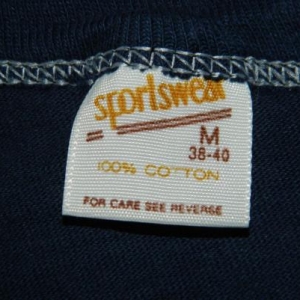 sportswear
M
38-40
100% COTTON
FOR CARE SEE REVERSE